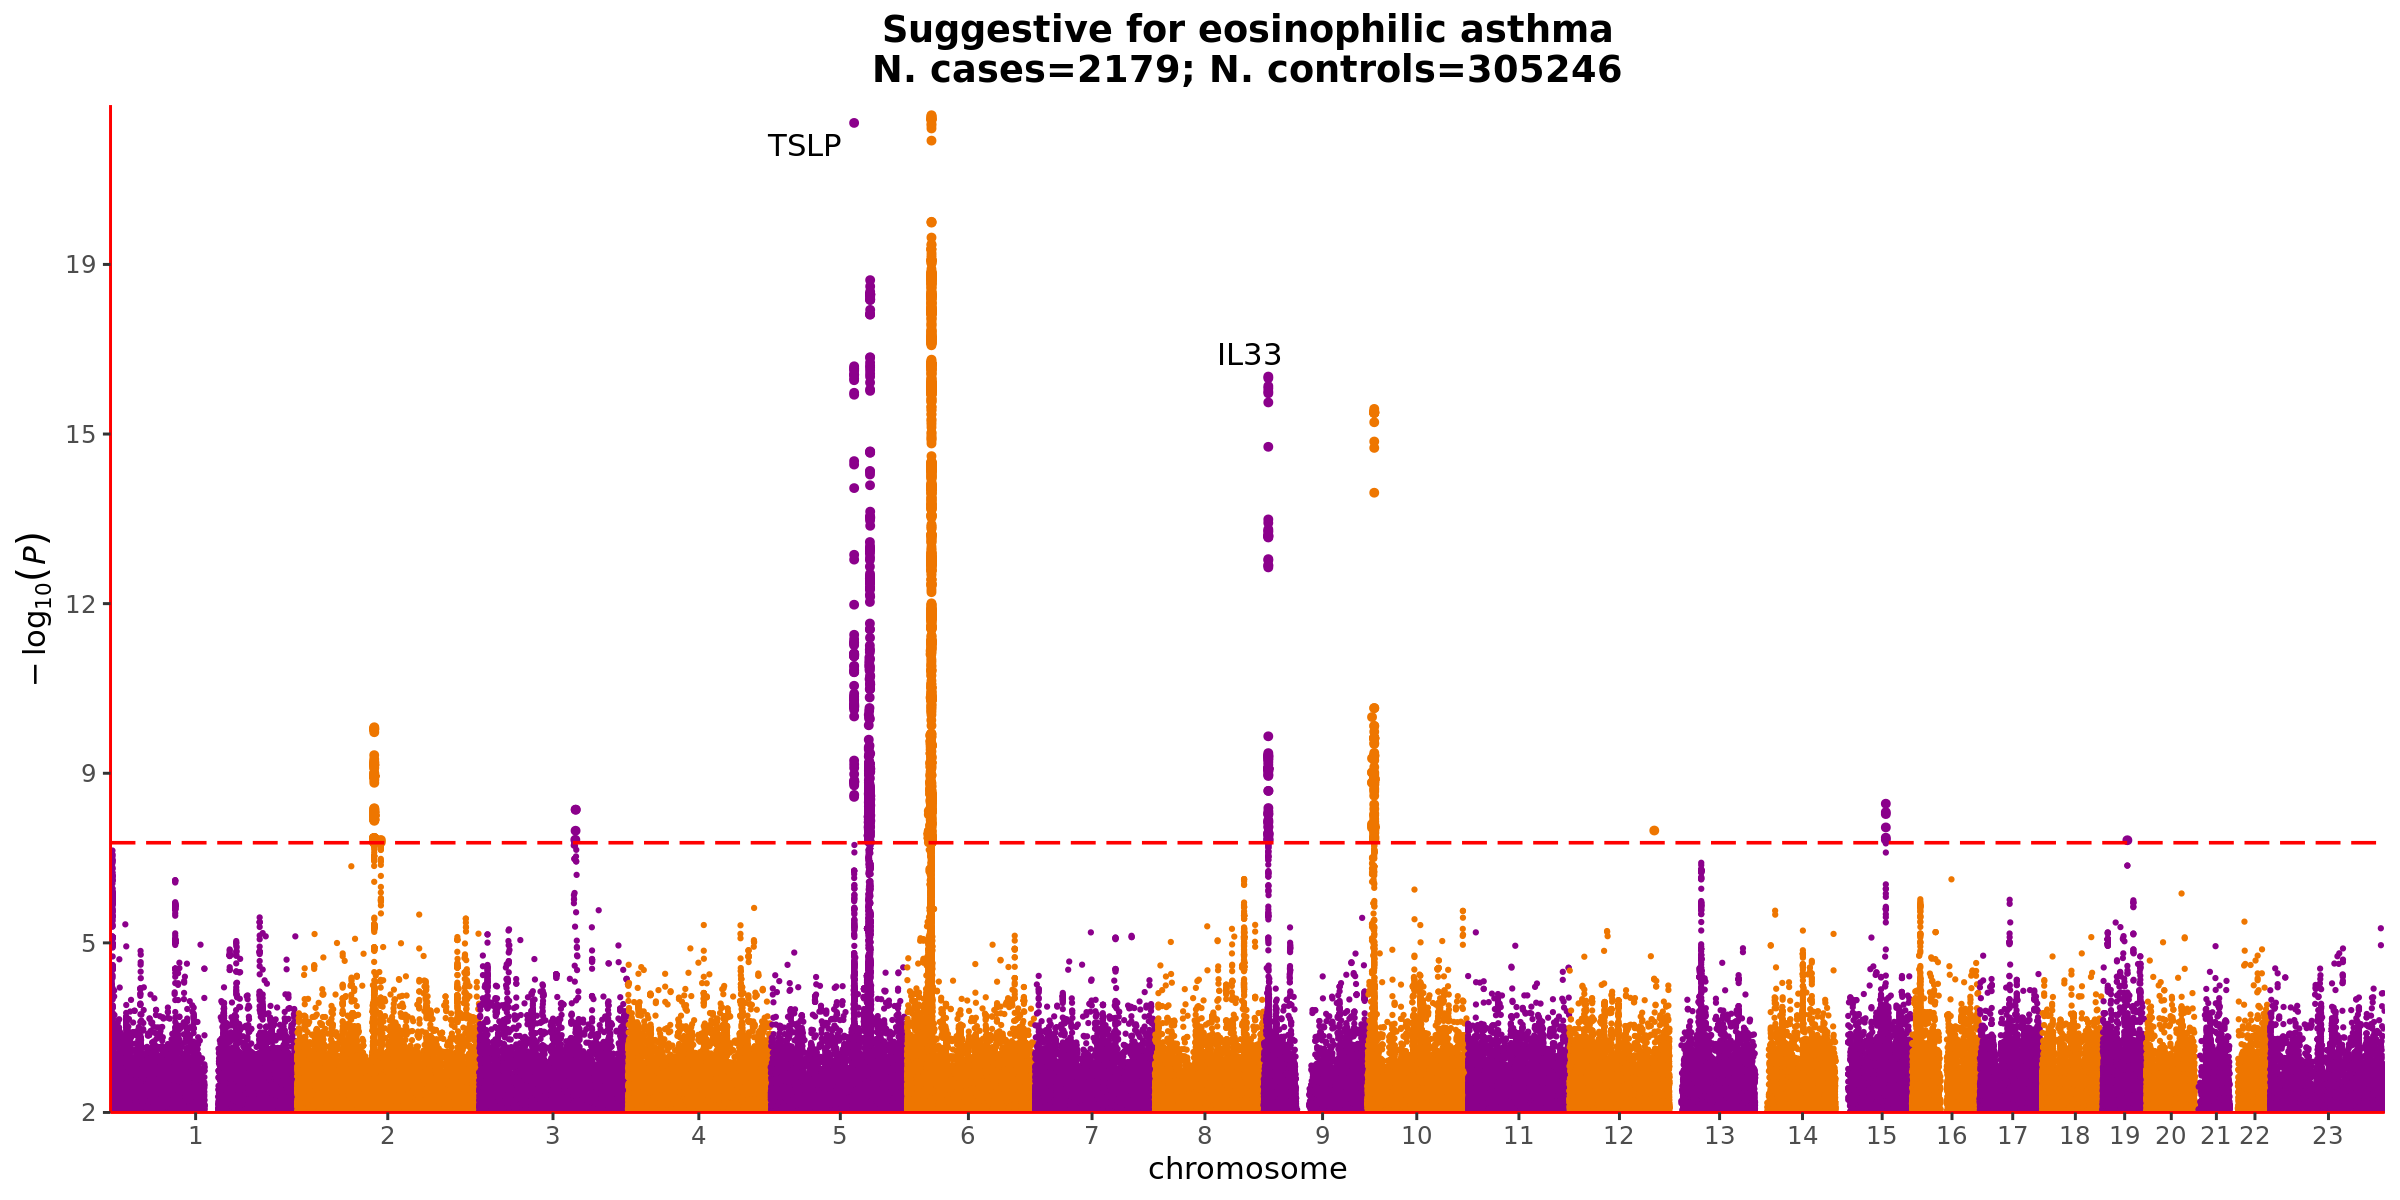 Suggestive for eosinophilic asthma
N. cases=2179; N. controls=305246
TSLP
IL33
− log10(P)
19
15
12
9
5
2
1 2 3 4 5 6 7 8 9 10 11 12 13 14 15 16 17 18 19 20 21 22 23
chromosome